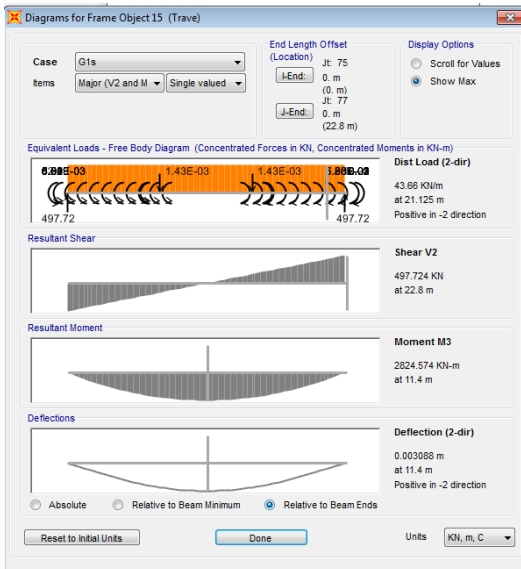 Diagrams for Frame Object 15 (Trave)
Case
G1s
Items
Major (V2 and M
Single valued
End Length Offset
(Location)
I-End:
Jt: 75
0. m
(0. m)
J-End:
Jt: 77
0. m
(22.8 m)
Display Options
Scroll for Values
Show Max
Equivalent Loads - Free Body Diagram (Concentrated Forces in KN, Concentrated Moments in KN-m)
1.43E-03
1.43E-03
497.72
497.72
Dist Load (2-dir)
43.66 KN/m
at 21.125 m
Positive in -2 direction
Resultant Shear
Shear V2
497.724 KN
at 22.8 m
Resultant Moment
Moment M3
2824.574 KN-m
at 11.4 m
Deflections
Deflection (2-dir)
0.003088 m
at 11.4 m
Positive in -2 direction
Absolute
Relative to Beam Minimum
Relative to Beam Ends
Reset to Initial Units
Done
Units
KN, m, C